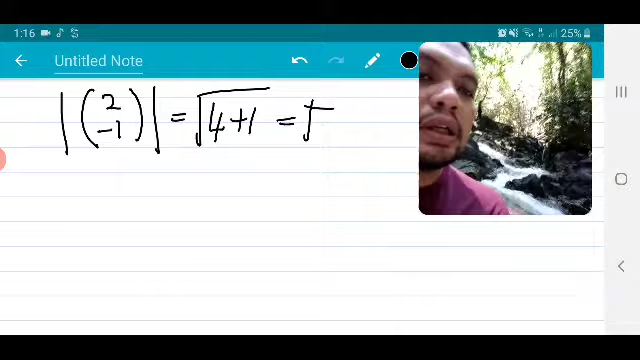 1:16 25%
Untitled Note
|(2 -1)| = √4+1 = √